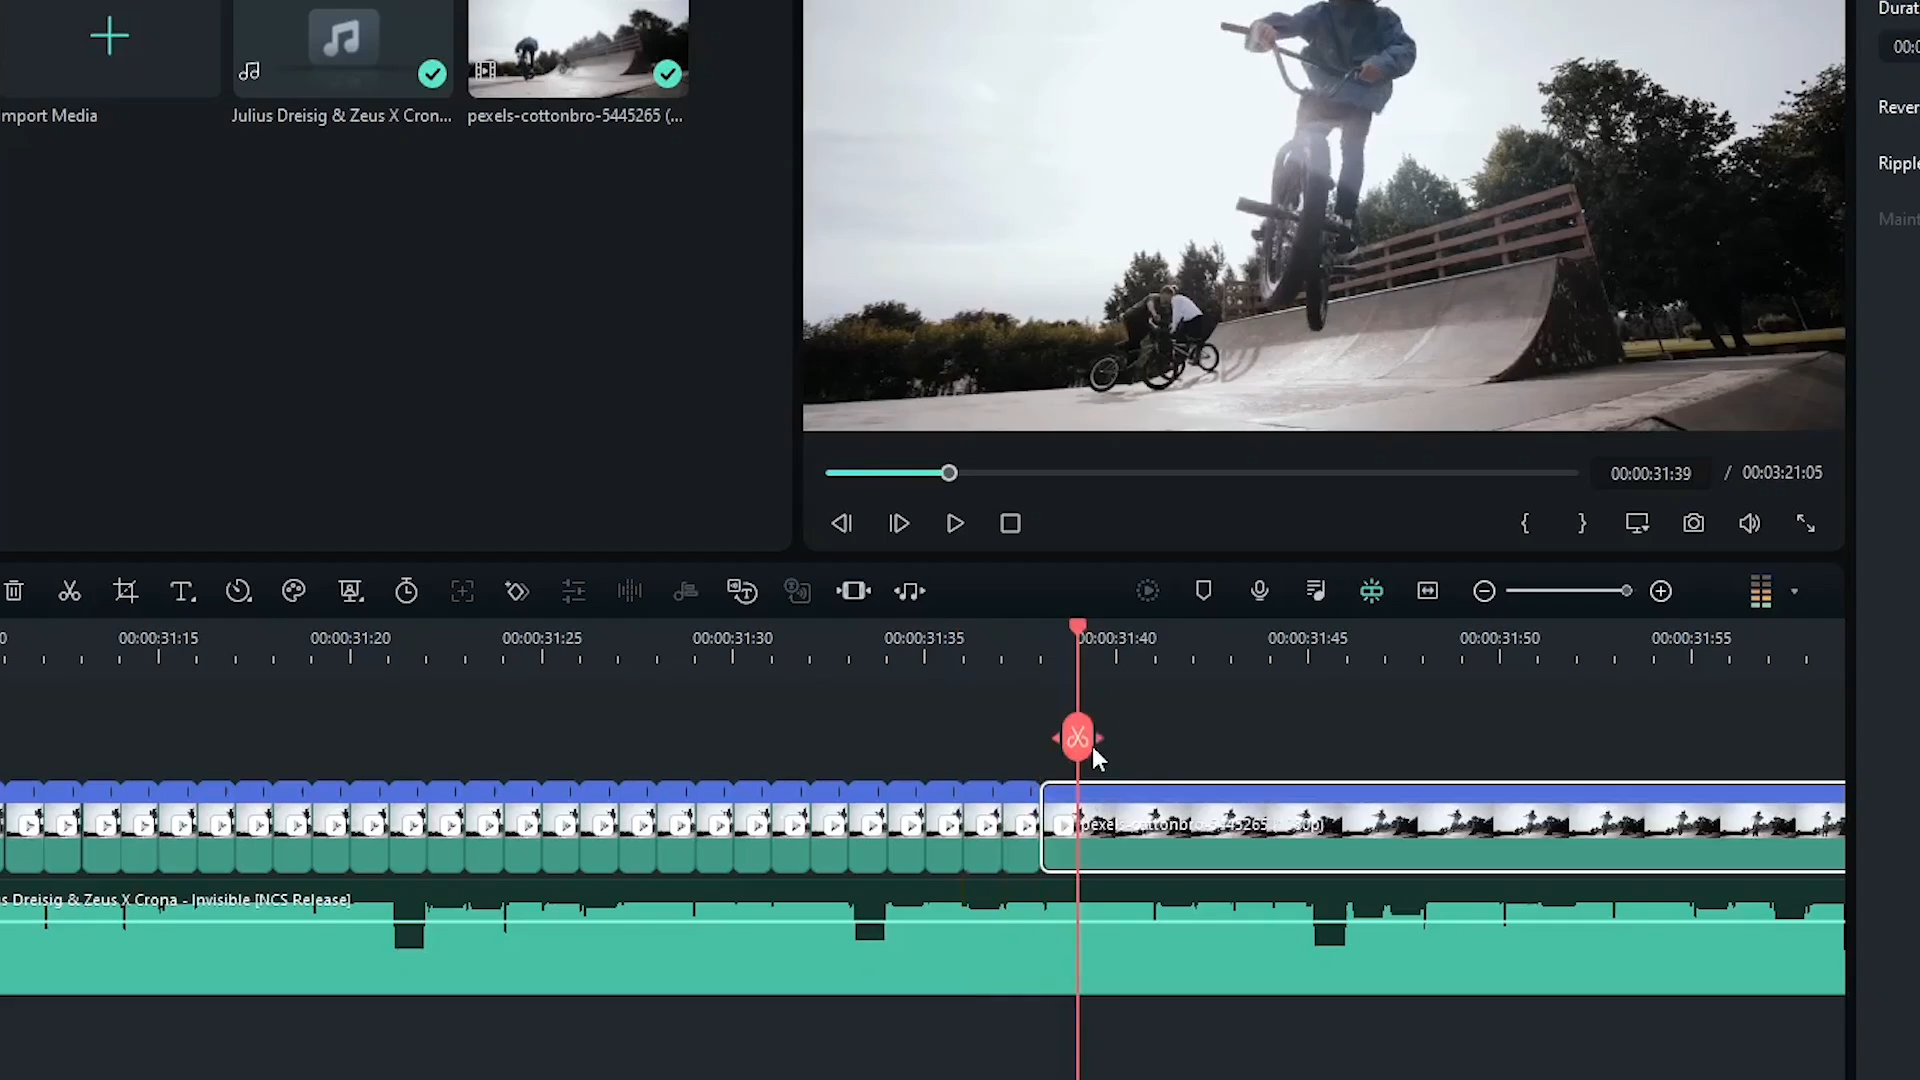 mport Media
Julius Dreisig & Zeus X Cron...
pexels-cottonbro-5445265 (...
Durat
00:0
Rever
Ripple
Maint
00:00:31:39 / 00:03:21:05
00:00:31:15
00:00:31:20
00:00:31:25
00:00:31:30
00:00:31:35
00:00:31:40
00:00:31:45
00:00:31:50
00:00:31:55
pexels-cottonbro-5445265
s Dreisig & Zeus X Crona - Invisible [NCS Release]